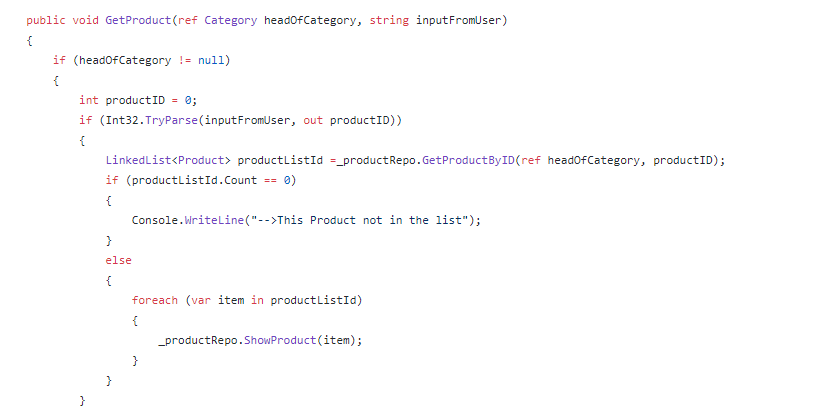 public void GetProduct(ref Category headOfCategory, string inputFromUser)
{
if (headOfCategory != null)
{
int productID = 0;
if (Int32.TryParse(inputFromUser, out productID))
{
LinkedList<Product> productListId =_productRepo.GetProductByID(ref headOfCategory, productID);
if (productListId.Count == 0)
{
Console.WriteLine("-->This Product not in the list");
}
else
{
foreach (var item in productListId)
{
_productRepo.ShowProduct(item);
}
}
}